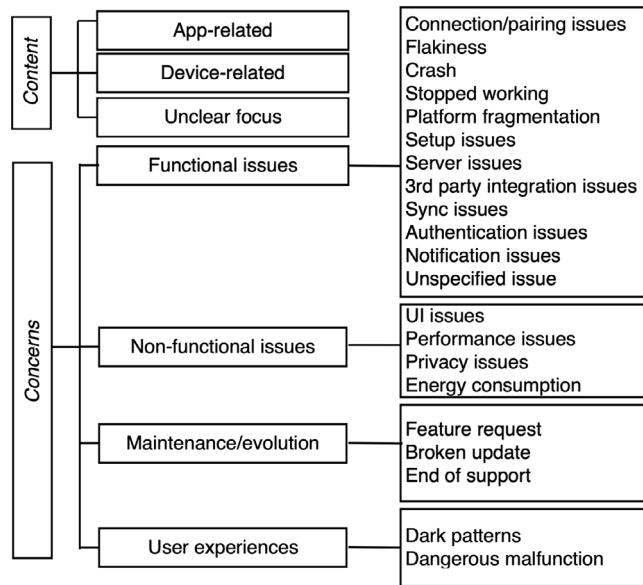 Content
App-related
Device-related
Unclear focus
Concerns
Functional issues
Connection/pairing issues
Flakiness
Crash
Stopped working
Platform fragmentation
Setup issues
Server issues
3rd party integration issues
Sync issues
Authentication issues
Notification issues
Unspecified issue
Non-functional issues
UI issues
Performance issues
Privacy issues
Energy consumption
Maintenance/evolution
Feature request
Broken update
End of support
User experiences
Dark patterns
Dangerous malfunction